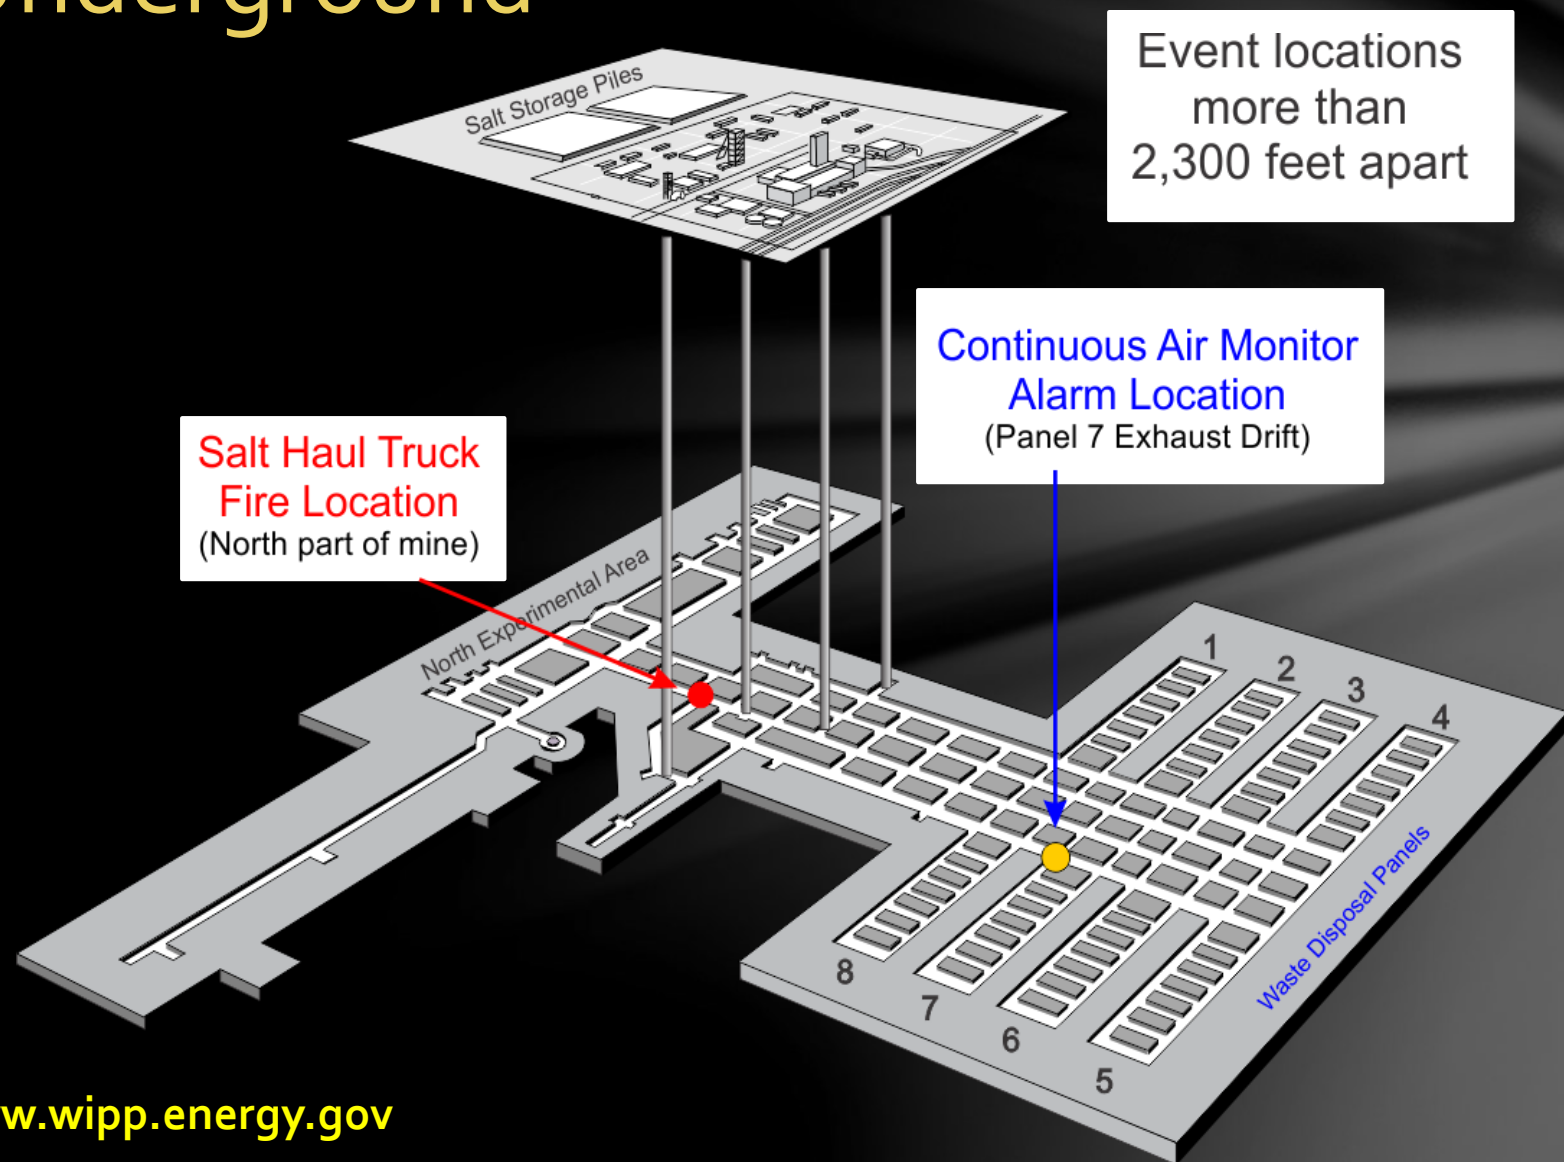 Underground
Event locations
more than
2,300 feet apart
Salt Storage Piles
Continuous Air Monitor
Alarm Location
(Panel 7 Exhaust Drift)
Salt Haul Truck
Fire Location
(North part of mine)
North Experimental Area
1
2
3
4
8
7
6
5
Waste Disposal Panels
w.wipp.energy.gov